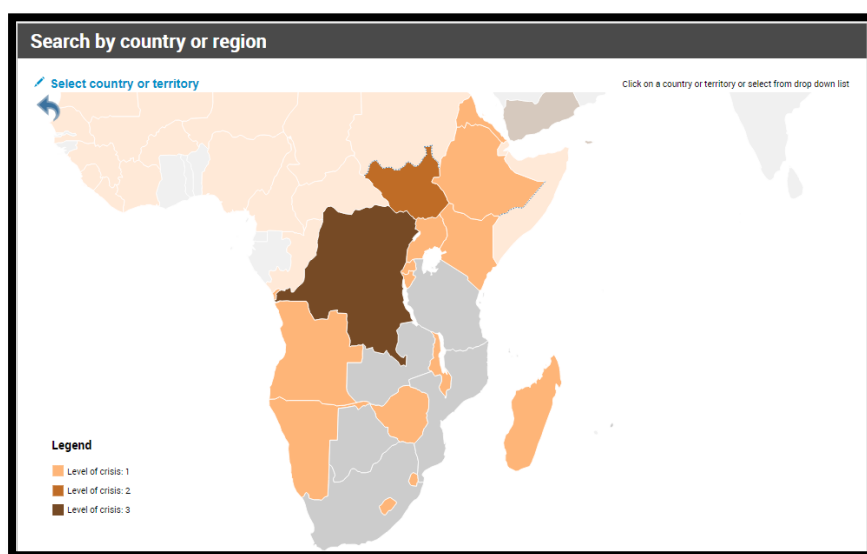 Search by country or region
Select country or territory
Click on a country or territory or select from drop down list
Legend
Level of crisis: 1
Level of crisis: 2
Level of crisis: 3